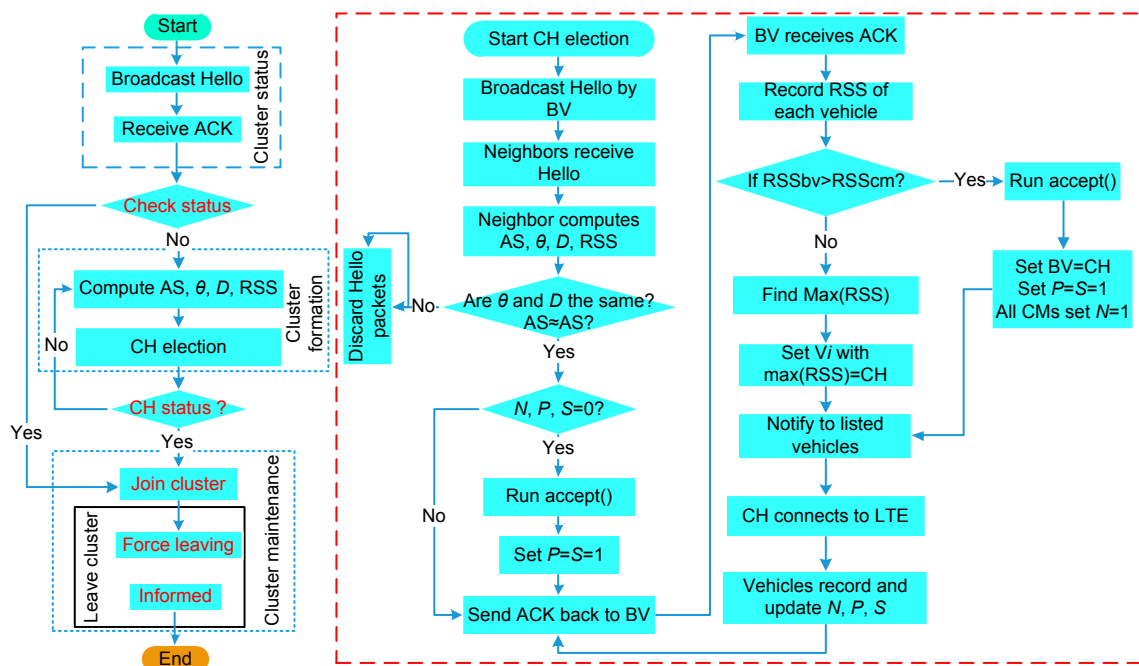 Start
Broadcast Hello
Receive ACK
Cluster status
Check status
No
Compute AS, θ, D, RSS
CH election
Cluster
formation
No
CH status ?
Yes
Yes
Join cluster
Force leaving
Informed
Leave cluster
Cluster maintenance
End
Start CH election
Broadcast Hello by
BV
Neighbors receive
Hello
Neighbor computes
AS, θ, D, RSS
Discard Hello
packets
No
Are θ and D the same?
AS≈AS?
Yes
N, P, S=0?
Yes
No
Run accept()
Set P=S=1
Send ACK back to BV
BV receives ACK
Record RSS of
each vehicle
If RSSbv>RSScm?
Yes
Run accept()
No
Set BV=CH
Set P=S=1
All CMs set N=1
Find Max(RSS)
Set Vi with
max(RSS)=CH
Notify to listed
vehicles
CH connects to LTE
Vehicles record and
update N, P, S